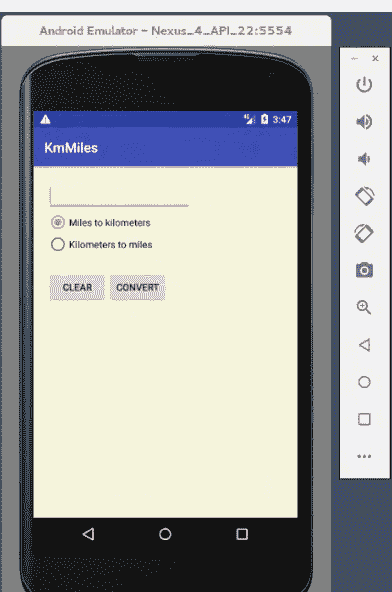 Android Emulator - Nexus_4_API_22:5554
3:47
KmMiles
Miles to kilometers
Kilometers to miles
CLEAR CONVERT